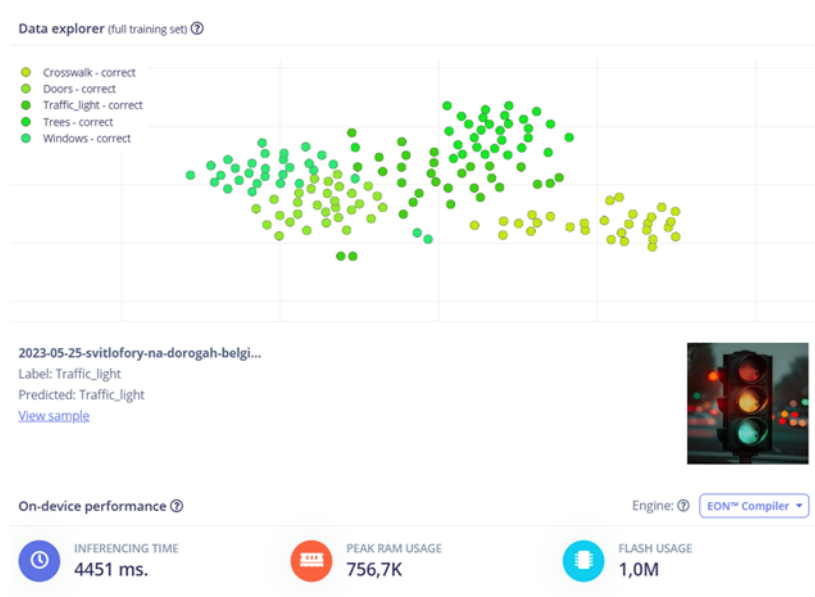 Data explorer (full training set) ?
Crosswalk - correct
Doors - correct
Traffic_light - correct
Trees - correct
Windows - correct
2023-05-25-svitlofory-na-dorogah-belgi...
Label: Traffic_light
Predicted: Traffic_light
View sample
On-device performance ?
Engine: ? EON™ Compiler
INFERENCING TIME
4451 ms.
PEAK RAM USAGE
756,7K
FLASH USAGE
1,0M